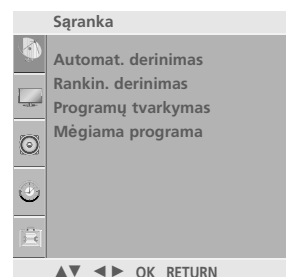 Sąranka
Automat. derinimas
Rankin. derinimas
Programų tvarkymas
Mėgiama programa
▲▼ ◄► OK RETURN